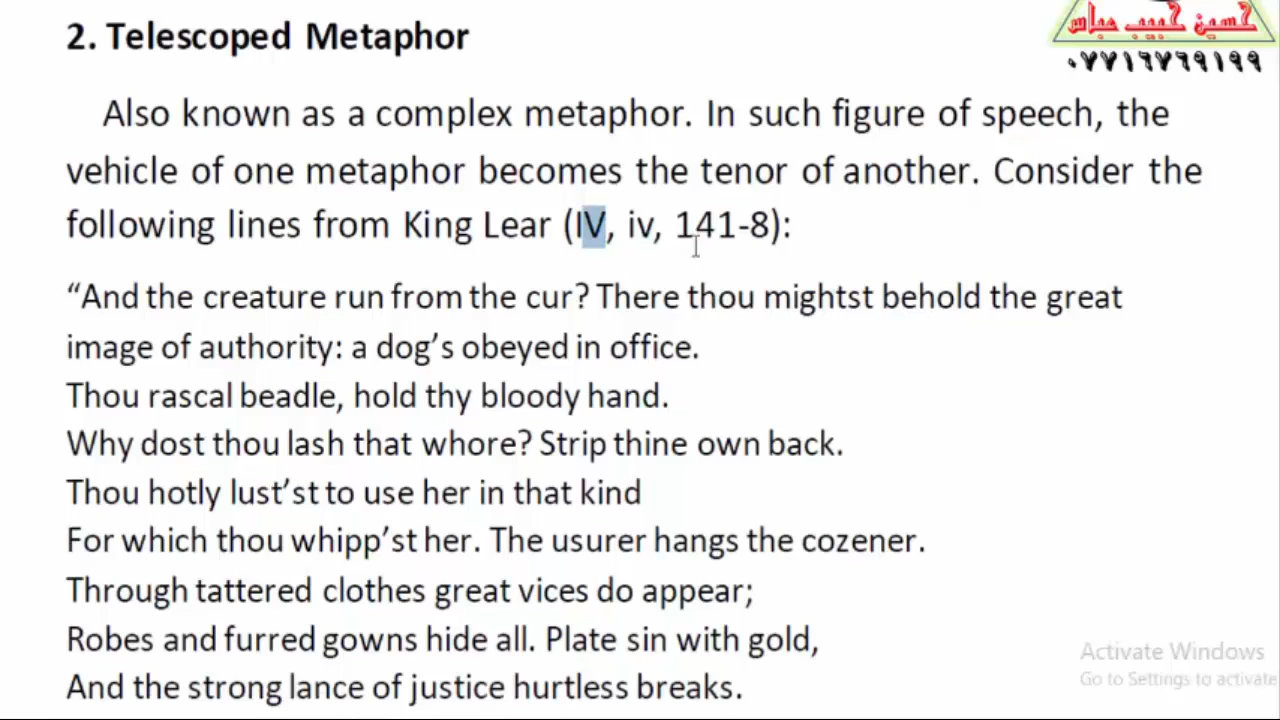 2. Telescoped Metaphor
حسين حبيب عباس
٠٧٧١٦٧٦٩١٩٩
Also known as a complex metaphor. In such figure of speech, the
vehicle of one metaphor becomes the tenor of another. Consider the
following lines from King Lear (IV, iv, 141-8):
“And the creature run from the cur? There thou mightst behold the great
image of authority: a dog’s obeyed in office.
Thou rascal beadle, hold thy bloody hand.
Why dost thou lash that whore? Strip thine own back.
Thou hotly lust’st to use her in that kind
For which thou whipp’st her. The usurer hangs the cozener.
Through tattered clothes great vices do appear;
Robes and furred gowns hide all. Plate sin with gold,
And the strong lance of justice hurtless breaks.
Activate Windows
Go to Settings to activate